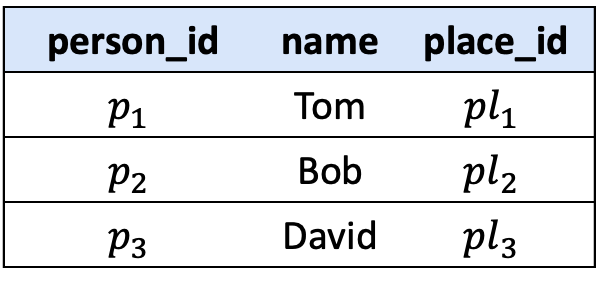 person_id name place_id
p₁ Tom pl₁
p₂ Bob pl₂
p₃ David pl₃